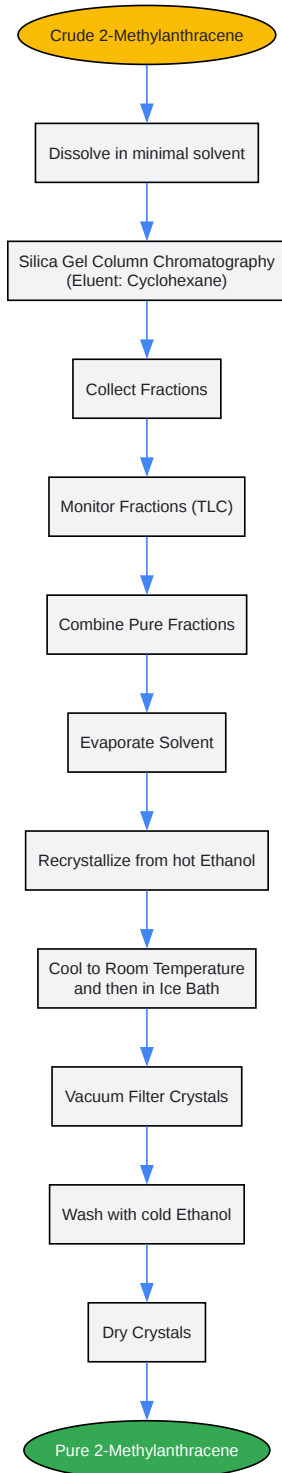 Crude 2-Methylanthracene
Dissolve in minimal solvent
Silica Gel Column Chromatography
(Eluent: Cyclohexane)
Collect Fractions
Monitor Fractions (TLC)
Combine Pure Fractions
Evaporate Solvent
Recrystallize from hot Ethanol
Cool to Room Temperature
and then in Ice Bath
Vacuum Filter Crystals
Wash with cold Ethanol
Dry Crystals
Pure 2-Methylanthracene